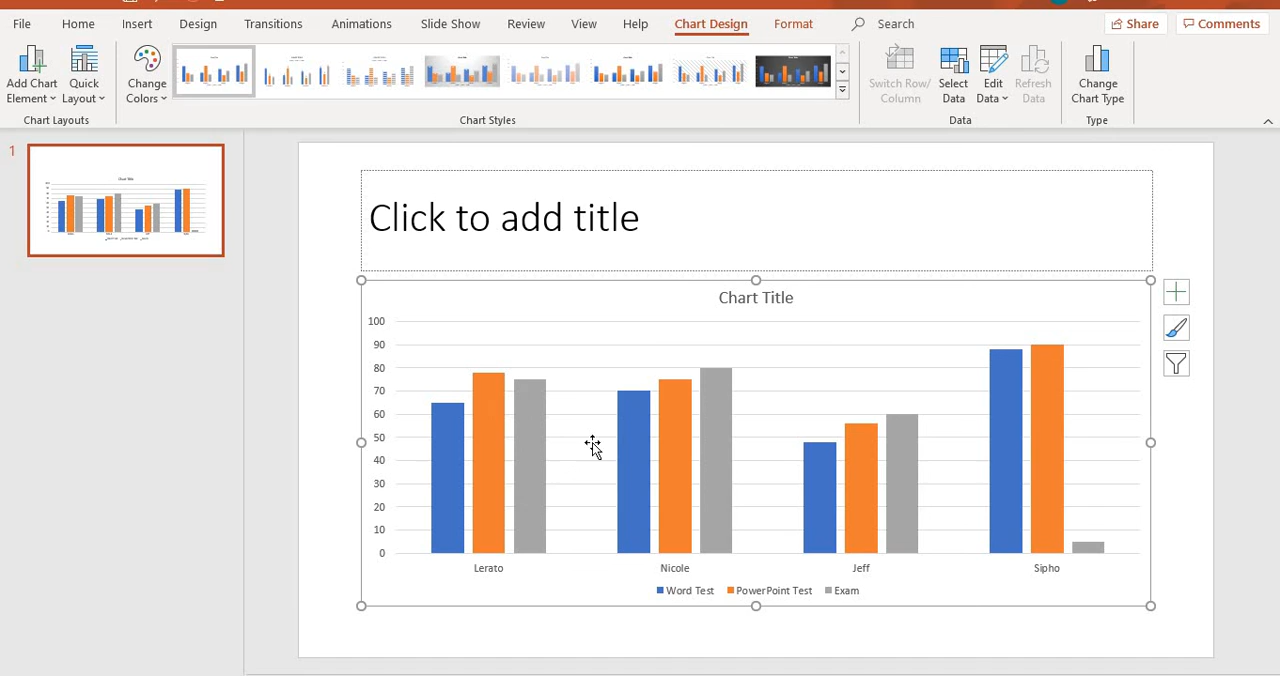 File Home Insert Design Transitions Animations Slide Show Review View Help Chart Design Format Search Share Comments
Add Chart Element Quick Layout Change Colors Switch Row/ Column Select Data Edit Data Refresh Data Change Chart Type
Chart Layouts Chart Styles Data Type
1
Click to add title
Chart Title
100
90
80
70
60
50
40
30
20
10
0
Lerato Nicole Jeff Sipho
Word Test PowerPoint Test Exam